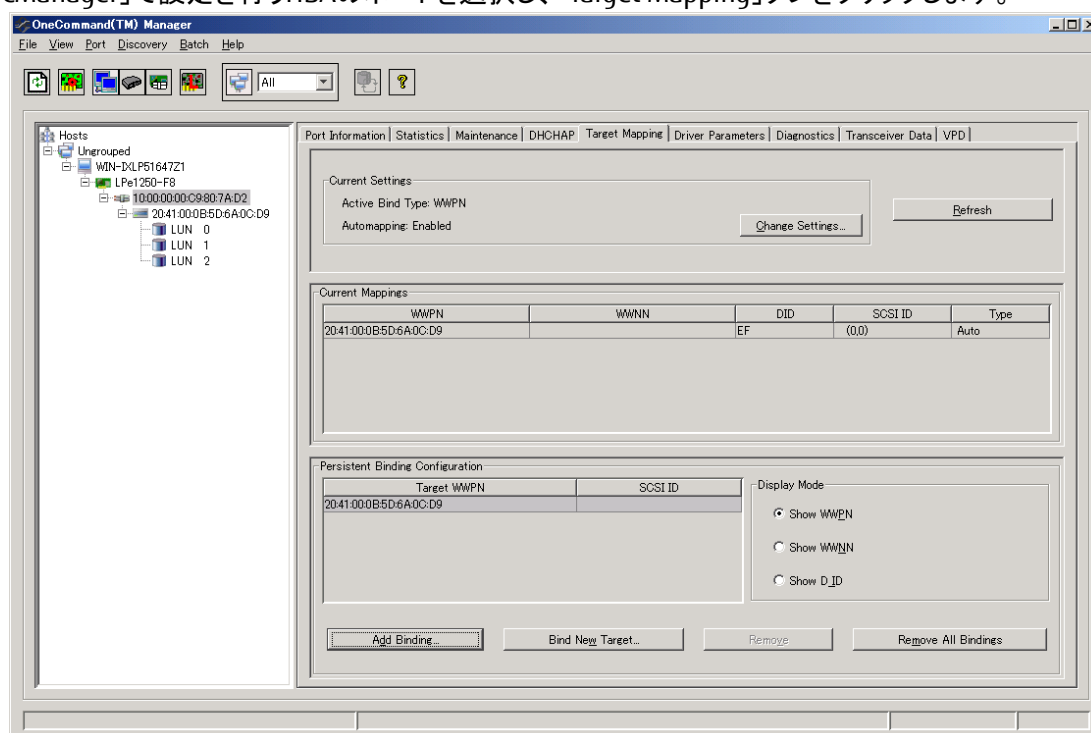 cmanager」で設定を行うHBAのポートを選択し、「Target Mapping」タブをクリックします。
OneCommand(TM) Manager
File View Port Discovery Batch Help
All
Hosts
Ungrouped
WIN-IXLP51647Z1
LPe1250-F8
10:00:00:00:C9:80:7A:D2
20:41:00:0B:5D:6A:0C:D9
LUN 0
LUN 1
LUN 2
Port Information Statistics Maintenance DHCHAP Target Mapping Driver Parameters Diagnostics Transceiver Data VPD
Current Settings
Active Bind Type: WWPN
Automapping: Enabled
Change Settings...
Refresh
Current Mappings
WWPN WWNN DID SCSI ID Type
20:41:00:0B:5D:6A:0C:D9 EF (0,0) Auto
Persistent Binding Configuration
Target WWPN SCSI ID
20:41:00:0B:5D:6A:0C:D9
Display Mode
Show WWPN
Show WWNN
Show D_ID
Add Binding... Bind New Target... Remove Remove All Bindings